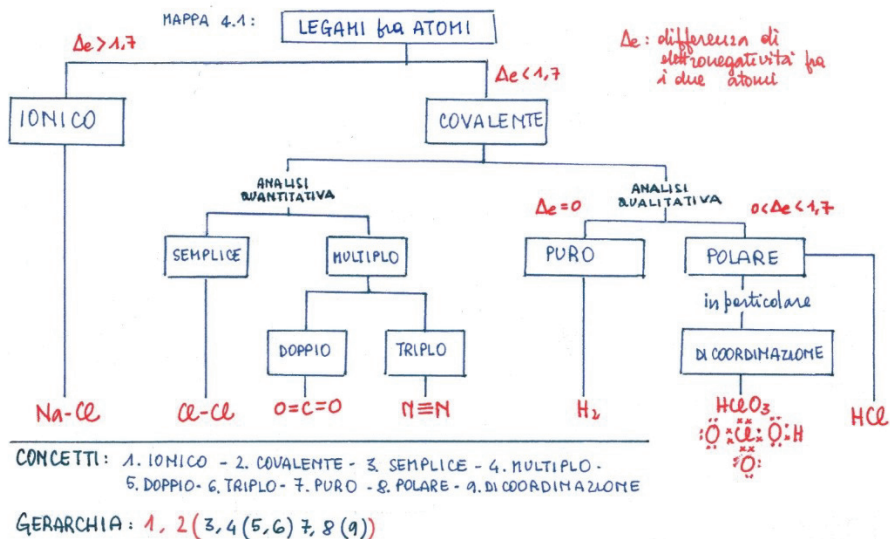 MAPPA 4.1:
LEGAMI fra ATOMI
Δe>1,7
Δe<1,7
Δe: differenza di
elettronegatività fra
i due atomi
IONICO
COVALENTE
ANALISI
QUANTITATIVA
ANALISI
QUALITATIVA
Δe=0
0<Δe<1,7
SEMPLICE
MULTIPLO
PURO
POLARE
in particolare
DOPPIO
TRIPLO
DI COORDINAZIONE
Na-Cl
Cl-Cl
O=C=O
N≡N
H₂
HClO₃
HCl
O Cl O H
O
CONCETTI: 1. IONICO - 2. COVALENTE - 3. SEMPLICE - 4. MULTIPLO -
5. DOPPIO - 6. TRIPLO - 7. PURO - 8. POLARE - 9. DI COORDINAZIONE
GERARCHIA: 1, 2 (3, 4 (5, 6) 7, 8 (9))